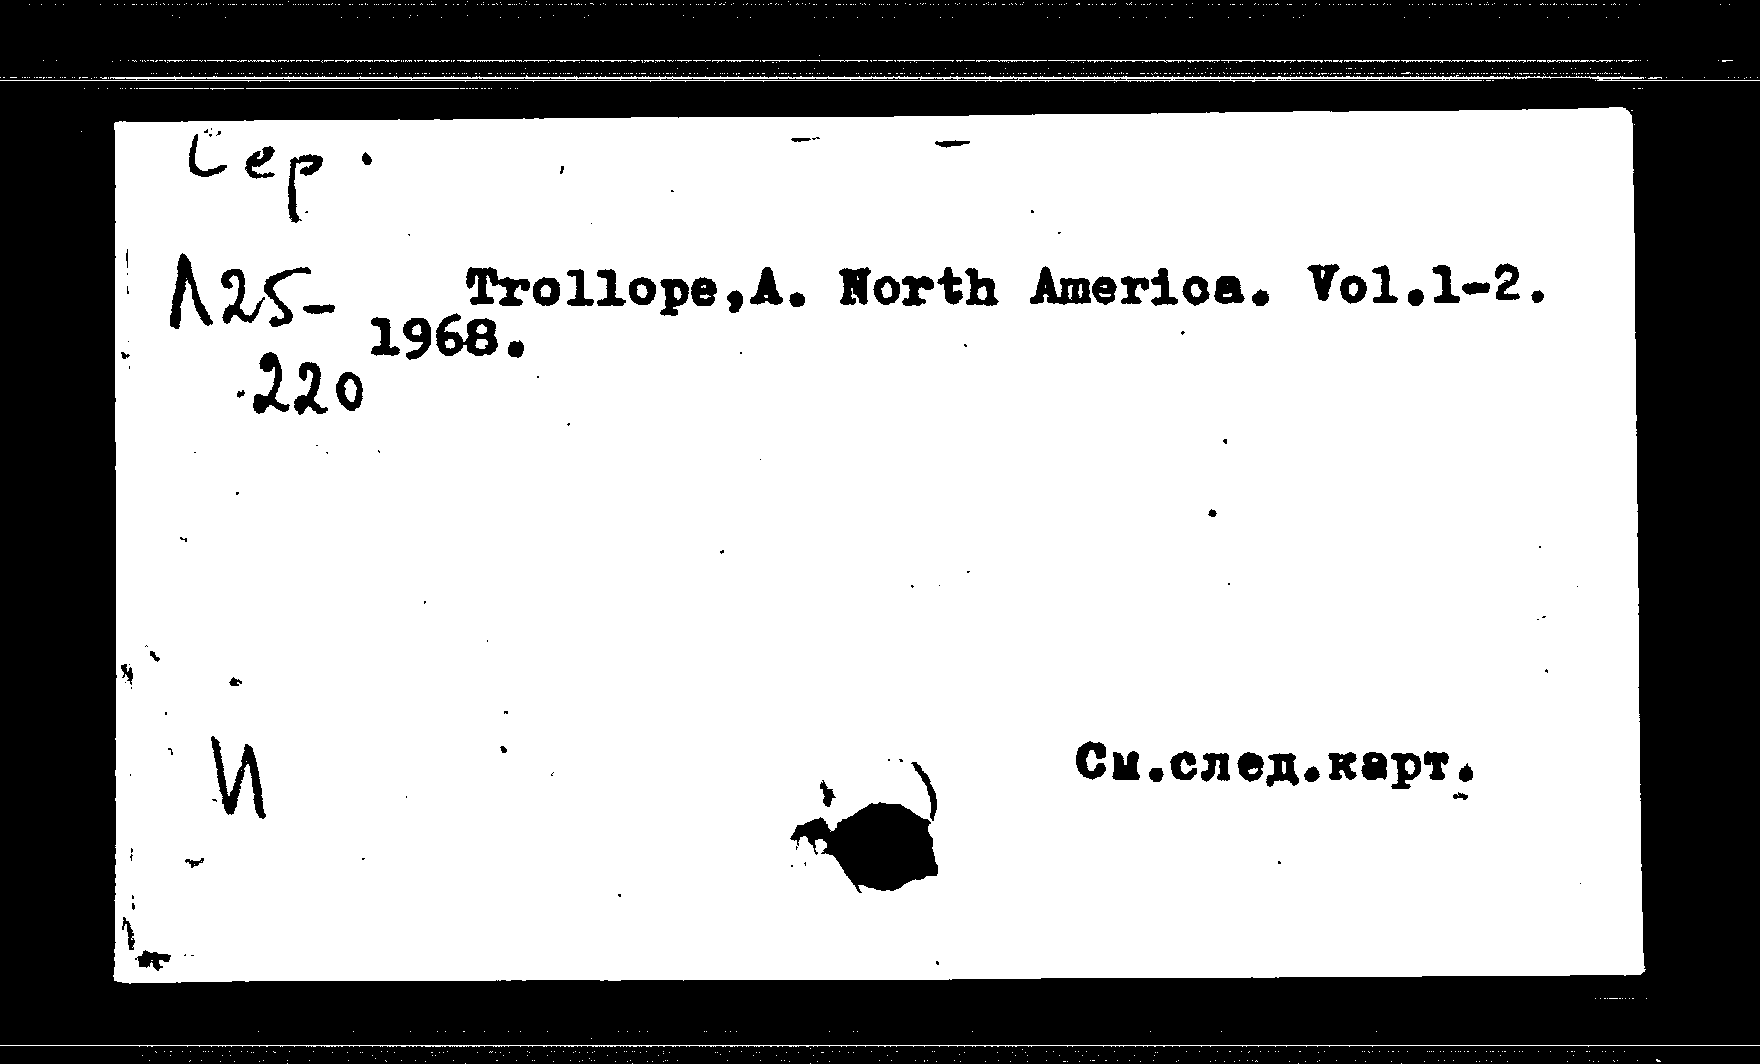 Сер.
Л25-
220
Trollope,A. North America. Vol.1-2.
1968.
И
См.след.карт.